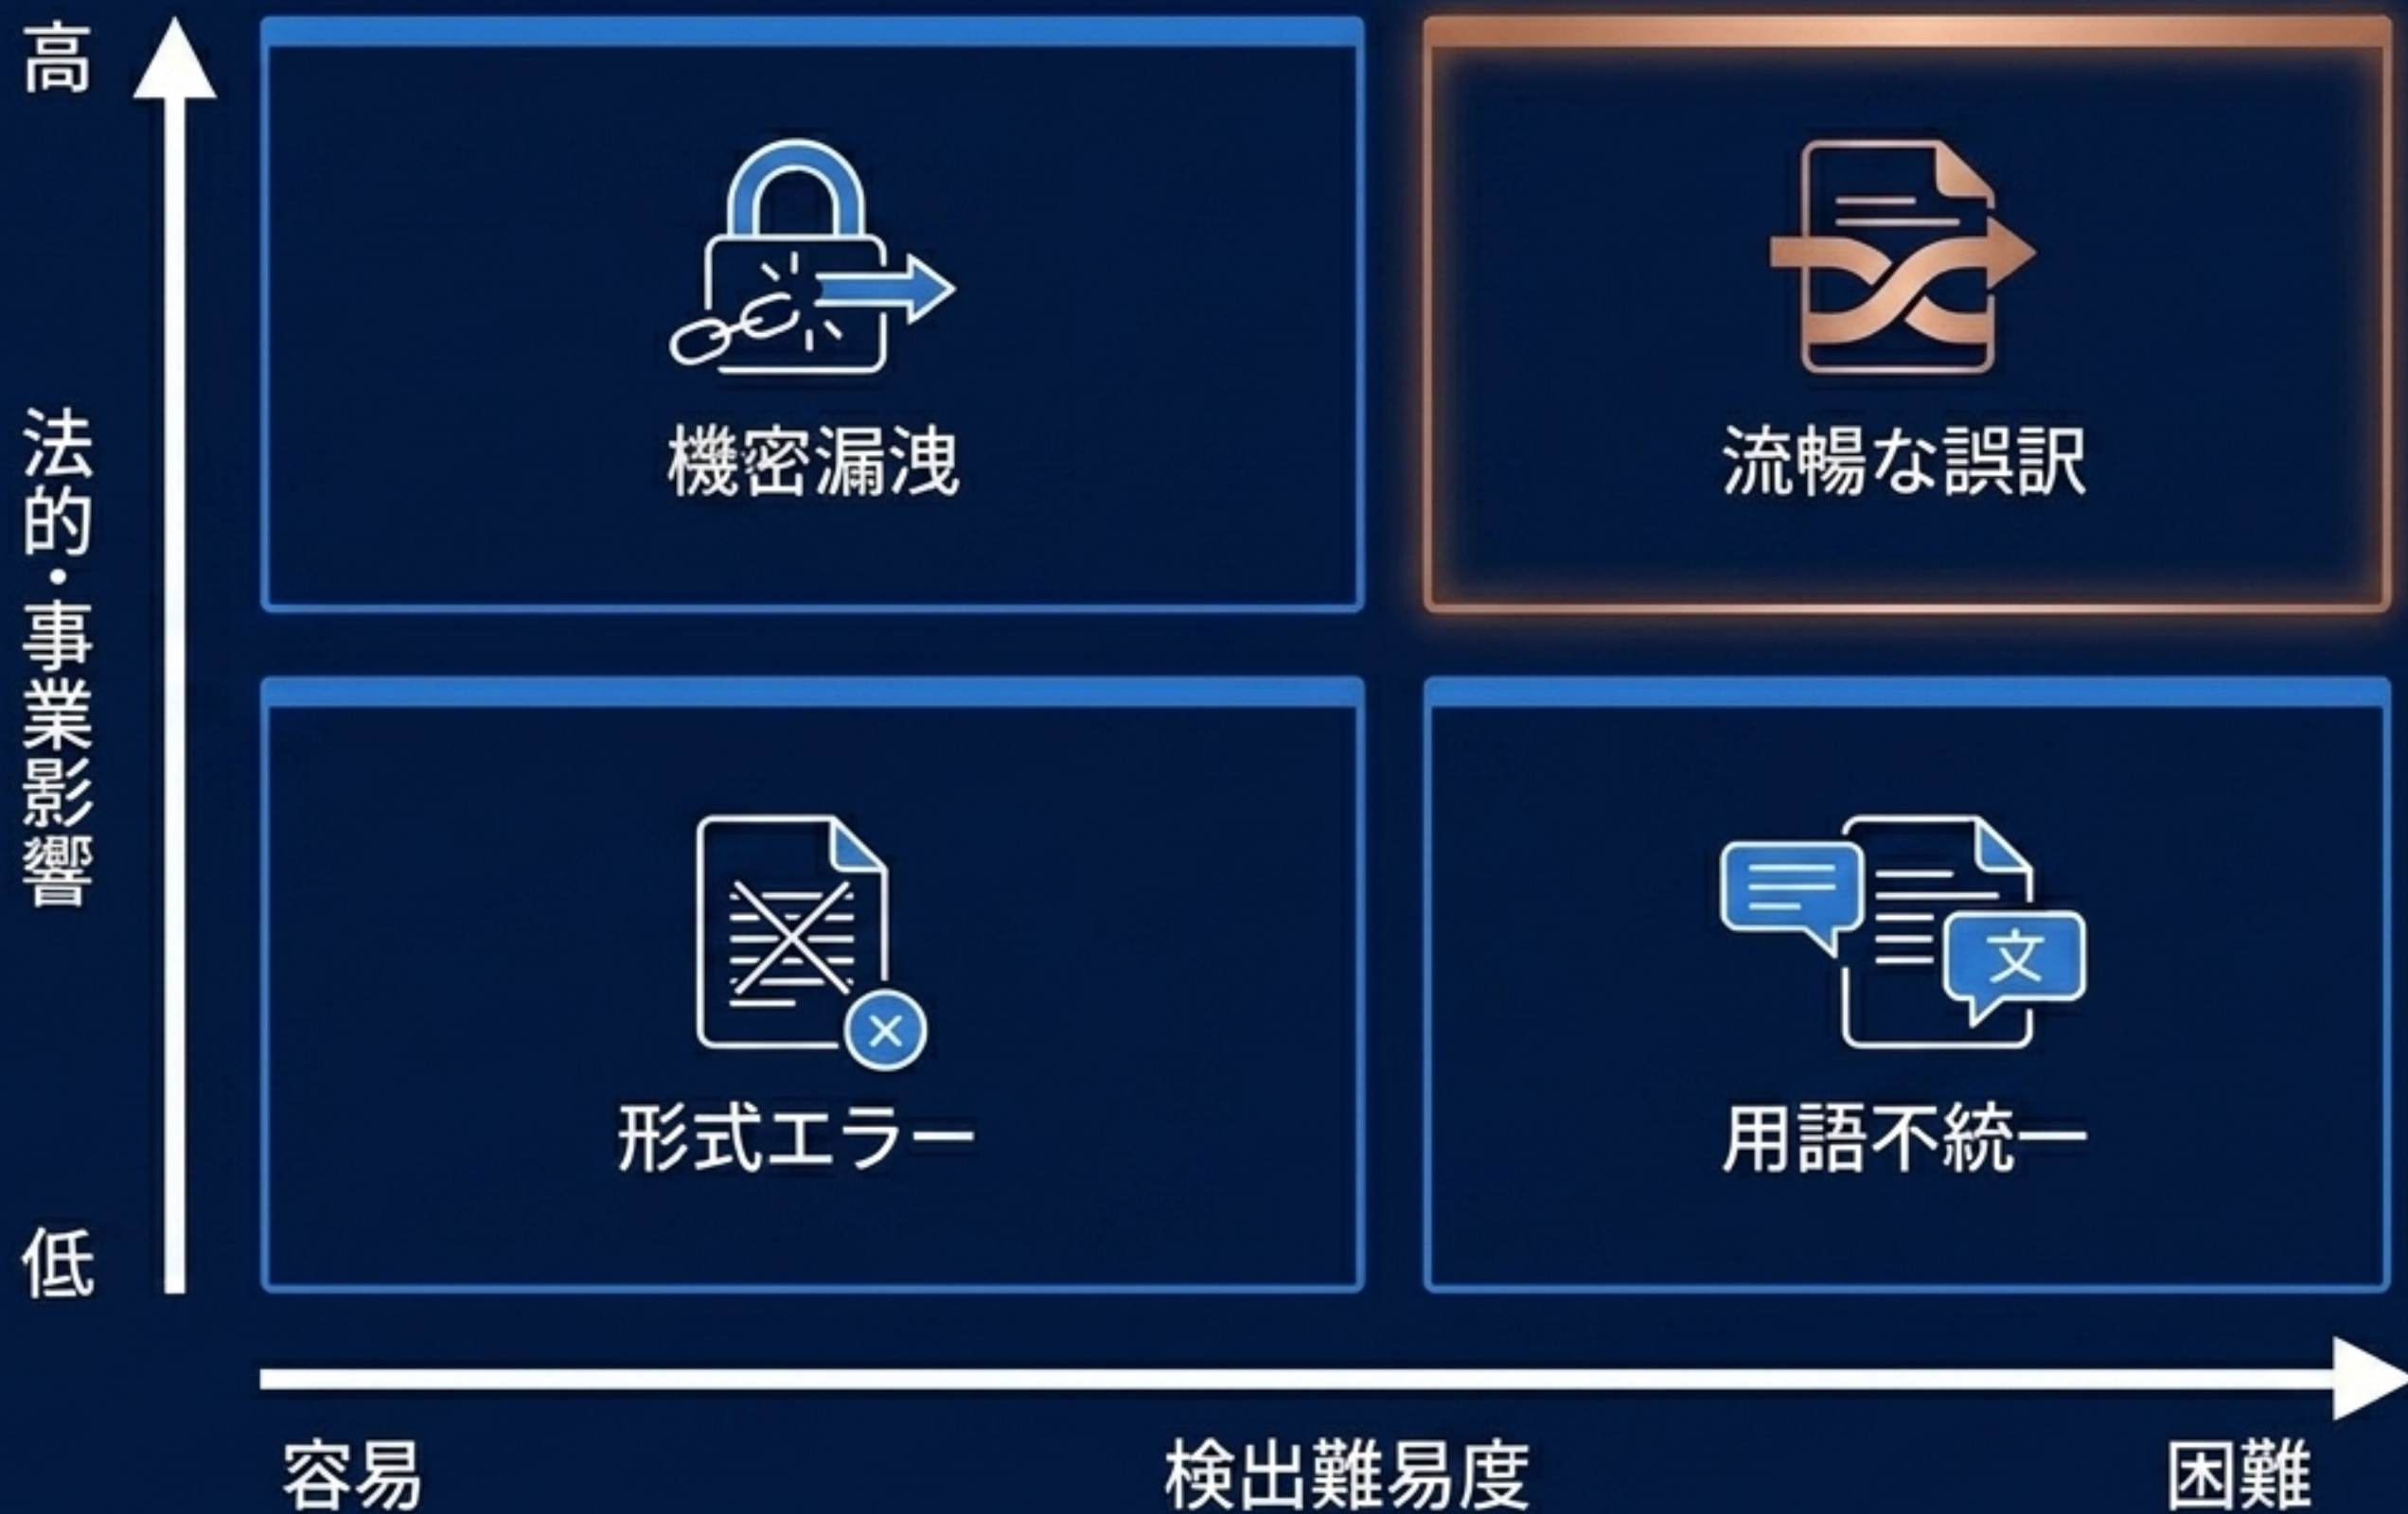 高
法的・事業影響
低
機密漏洩
流暢な誤訳
形式エラー
文
用語不統一
容易
検出難易度
困難